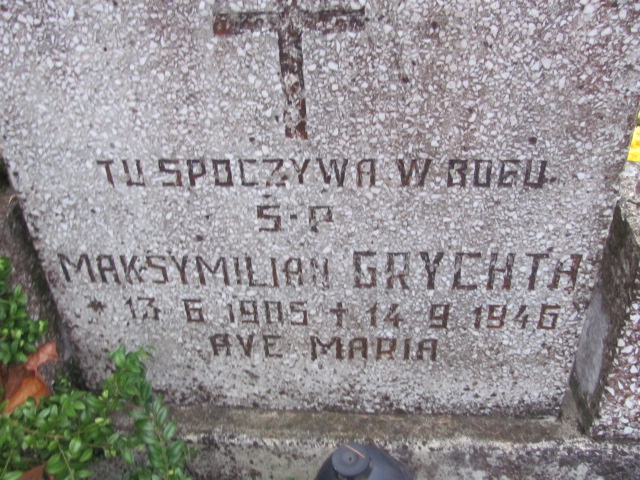 TU SPOCZYWA W BOGU
Ś·P
MAKSYMILIAN GRYCHTA
* 13 6 1905 + 14 9 1946
AVE MARIA